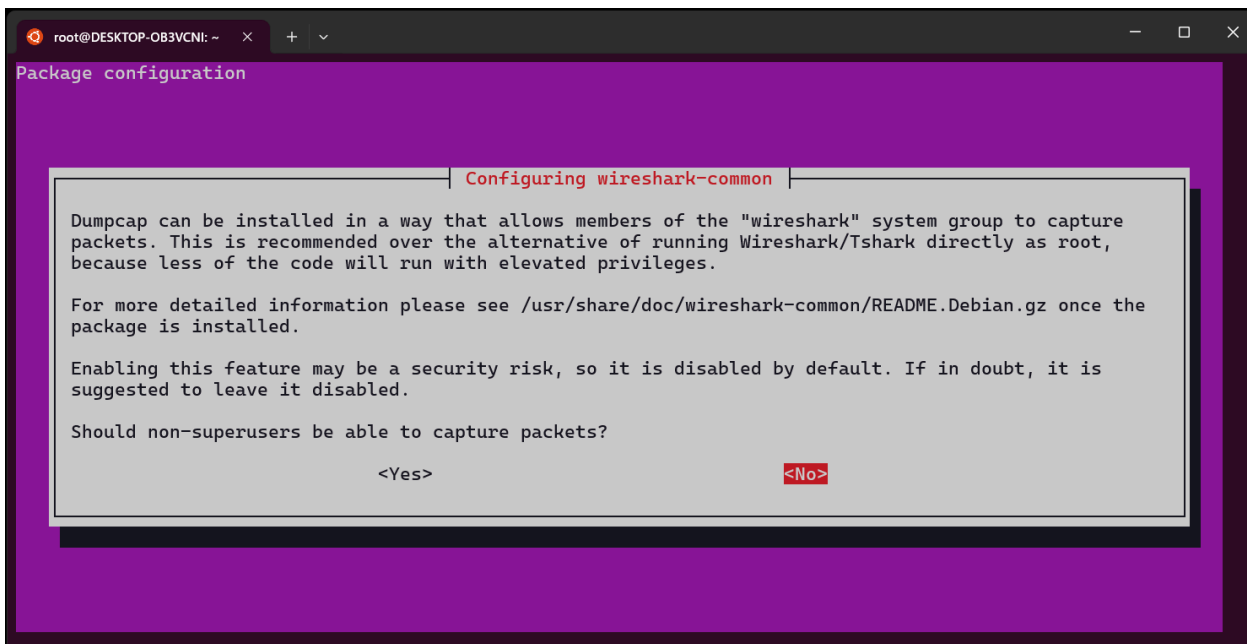 root@DESKTOP-OB3VCNI: ~
Package configuration
Configuring wireshark-common
Dumpcap can be installed in a way that allows members of the "wireshark" system group to capture
packets. This is recommended over the alternative of running Wireshark/Tshark directly as root,
because less of the code will run with elevated privileges.
For more detailed information please see /usr/share/doc/wireshark-common/README.Debian.gz once the
package is installed.
Enabling this feature may be a security risk, so it is disabled by default. If in doubt, it is
suggested to leave it disabled.
Should non-superusers be able to capture packets?
<Yes> <No>